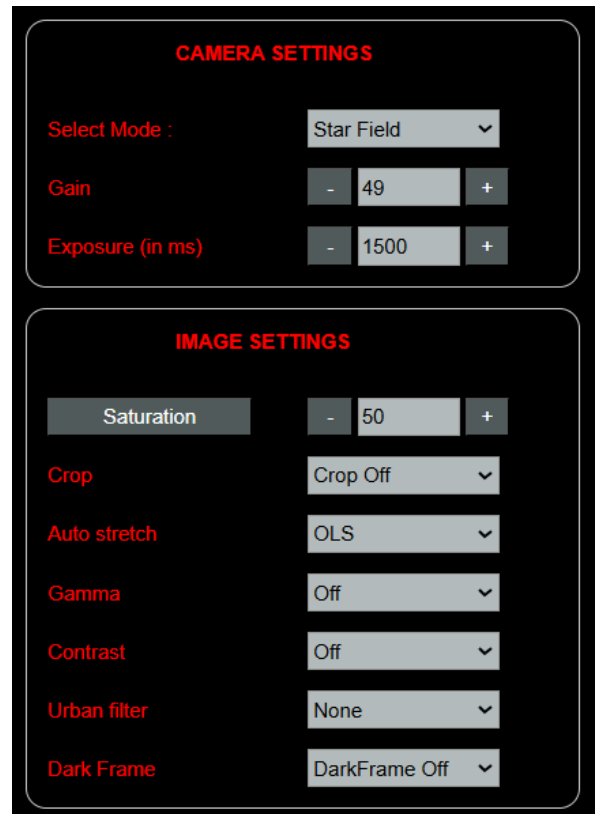 CAMERA SETTINGS
Select Mode : Star Field
Gain - 49 +
Exposure (in ms) - 1500 +
IMAGE SETTINGS
Saturation - 50 +
Crop Crop Off
Auto stretch OLS
Gamma Off
Contrast Off
Urban filter None
Dark Frame DarkFrame Off